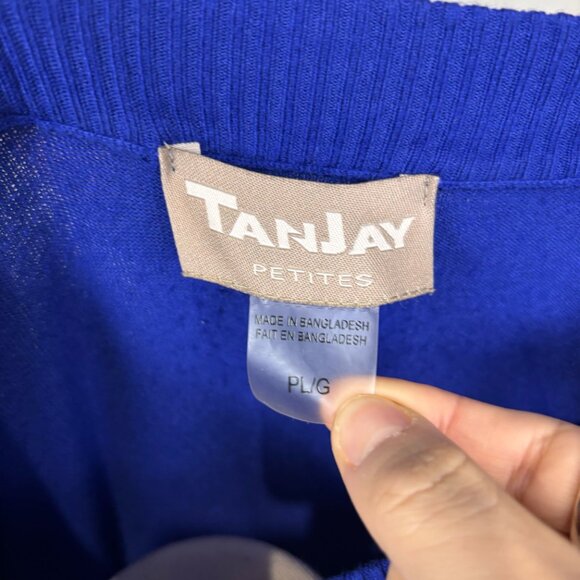 TANJAY
PETITES
MADE IN BANGLADESH
FAIT EN BANGLADESH
PL/G